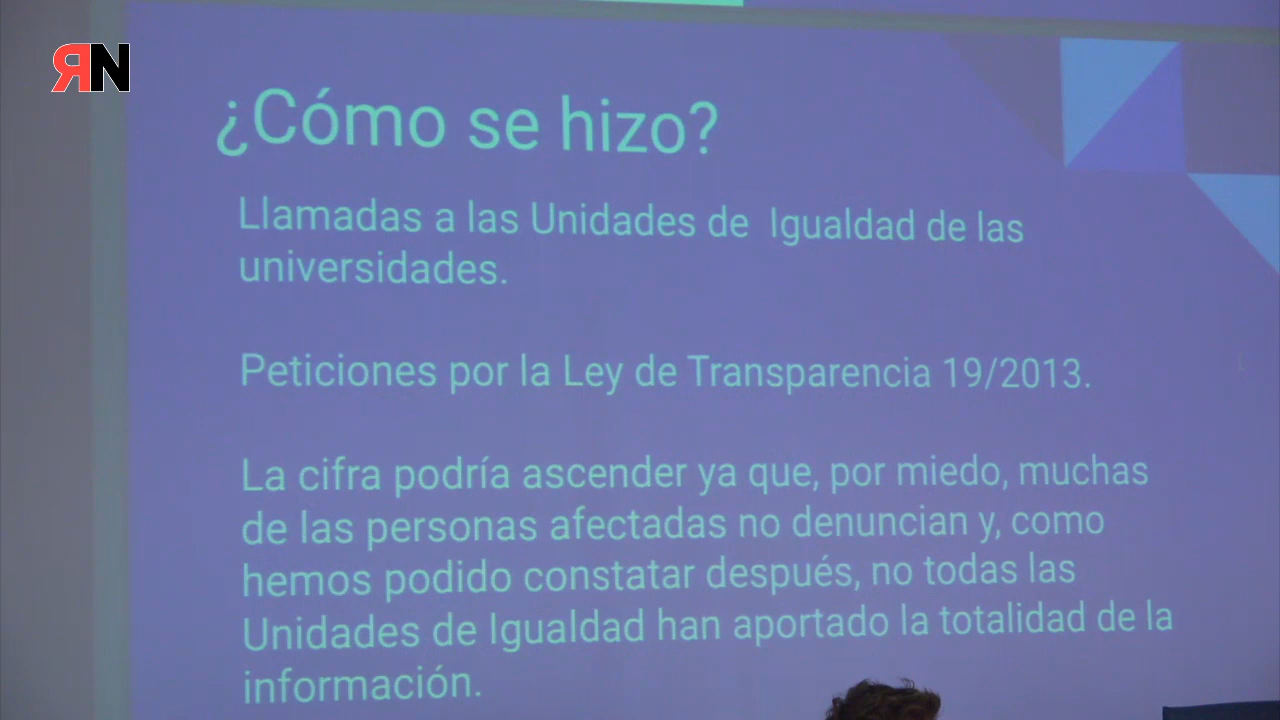 RN
¿Cómo se hizo?
Llamadas a las Unidades de Igualdad de las
universidades.
Peticiones por la Ley de Transparencia 19/2013.
La cifra podría ascender ya que, por miedo, muchas
de las personas afectadas no denuncian y, como
hemos podido constatar después, no todas las
Unidades de Igualdad han aportado la totalidad de la
información.